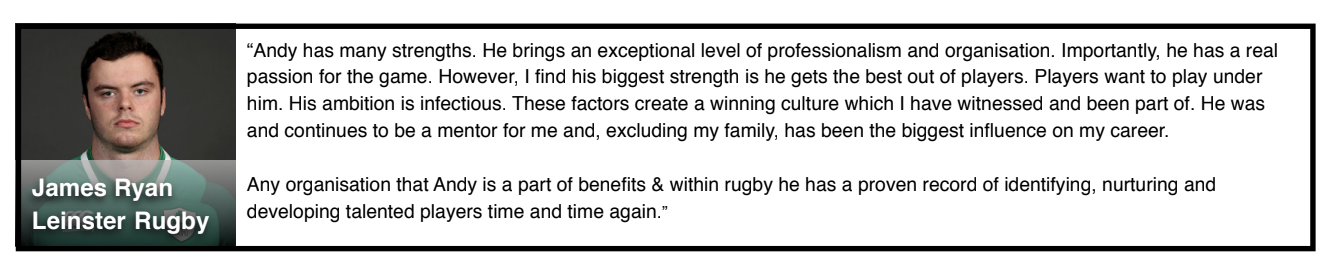 “Andy has many strengths. He brings an exceptional level of professionalism and organisation. Importantly, he has a real
passion for the game. However, I find his biggest strength is he gets the best out of players. Players want to play under
him. His ambition is infectious. These factors create a winning culture which I have witnessed and been part of. He was
and continues to be a mentor for me and, excluding my family, has been the biggest influence on my career.
Any organisation that Andy is a part of benefits & within rugby he has a proven record of identifying, nurturing and
developing talented players time and time again.”
James Ryan
Leinster Rugby